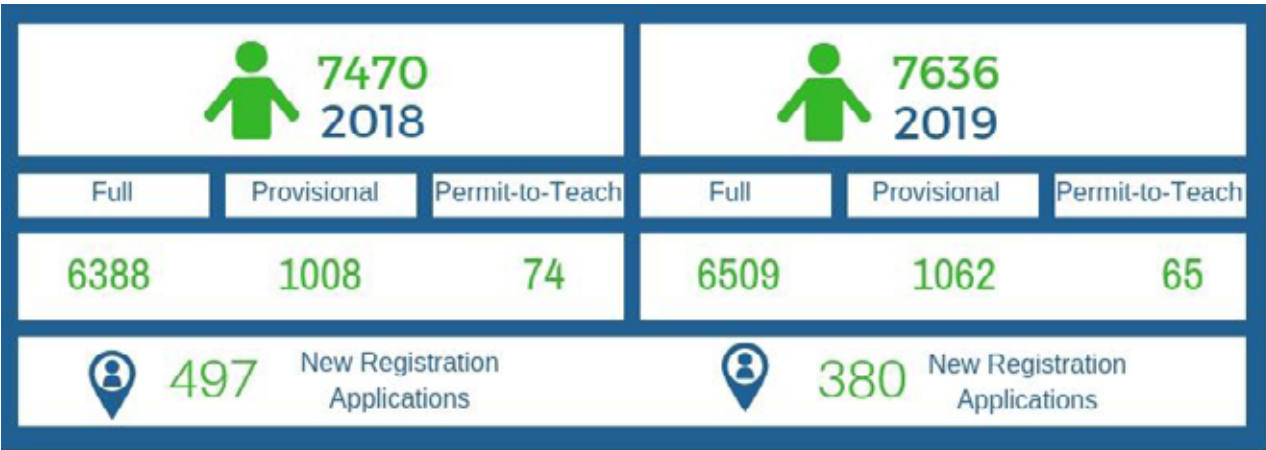 7470
2018
7636
2019
Full Provisional Permit-to-Teach Full Provisional Permit-to-Teach
6388 1008 74 6509 1062 65
497 New Registration
Applications
380 New Registration
Applications